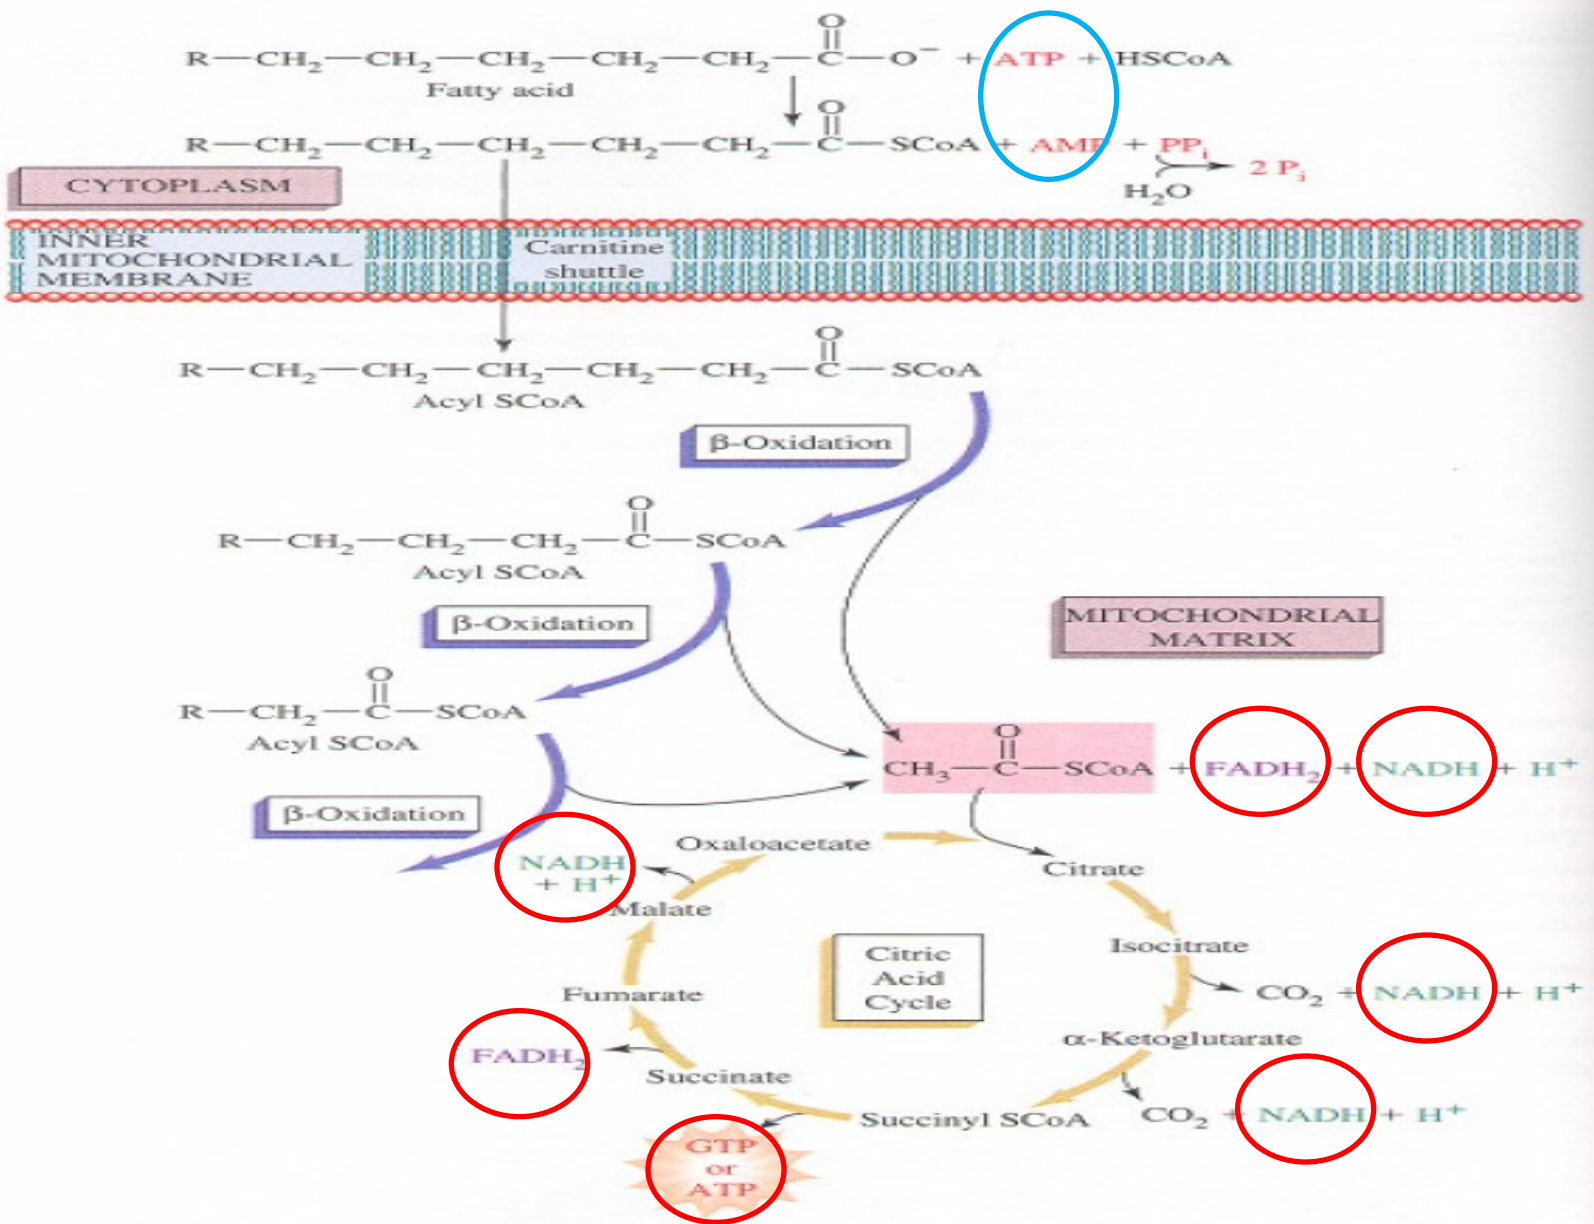 R—CH₂—CH₂—CH₂—CH₂—CH₂—C—O⁻ + ATP + HSCoA
O
Fatty acid
O
R—CH₂—CH₂—CH₂—CH₂—CH₂—C—SCoA + AMP + PPᵢ
2 Pᵢ
H₂O
CYTOPLASM
INNER
MITOCHONDRIAL
MEMBRANE
Carnitine
shuttle
O
R—CH₂—CH₂—CH₂—CH₂—CH₂—C—SCoA
Acyl SCoA
β-Oxidation
O
R—CH₂—CH₂—CH₂—C—SCoA
Acyl SCoA
β-Oxidation
MITOCHONDRIAL
MATRIX
O
R—CH₂—C—SCoA
Acyl SCoA
O
CH₃—C—SCoA + FADH₂ + NADH + H⁺
β-Oxidation
Oxaloacetate
NADH
+ H⁺
Citrate
Malate
Isocitrate
Citric
Acid
Cycle
Fumarate
CO₂ + NADH + H⁺
α-Ketoglutarate
FADH₂
Succinate
Succinyl SCoA
CO₂ + NADH + H⁺
GTP
or
ATP